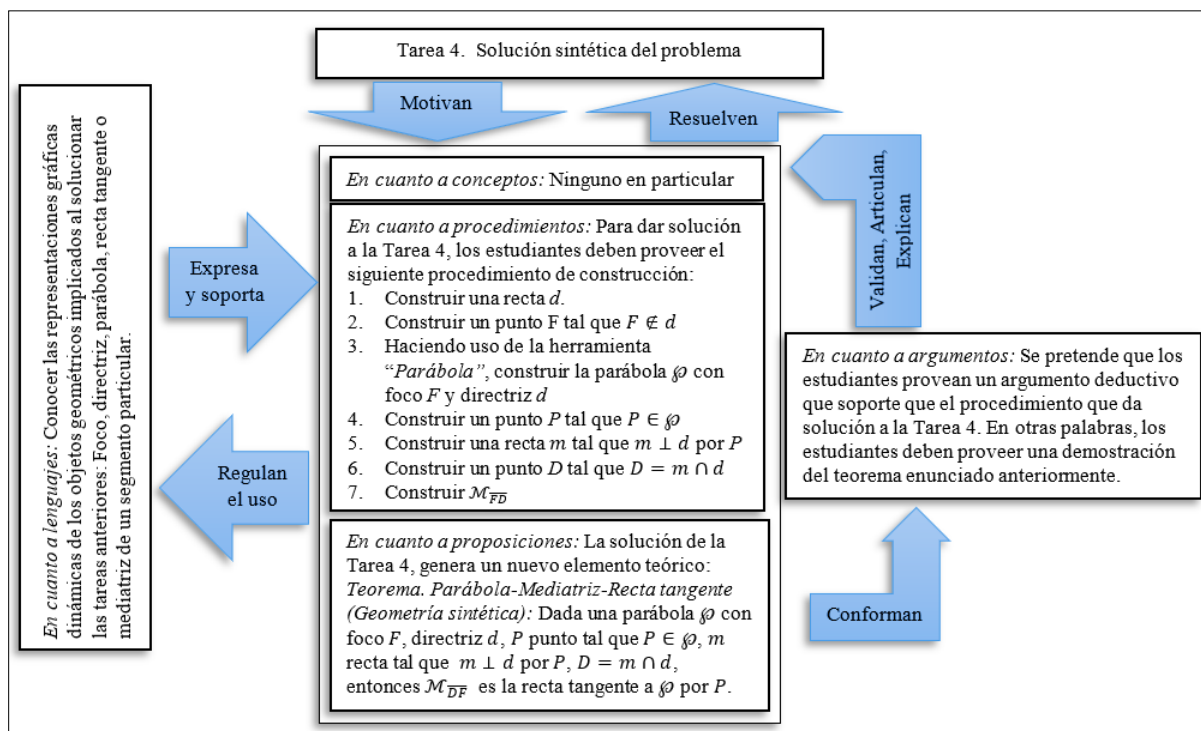 Tarea 4. Solución sintética del problema
Motivan
Resuelven
En cuanto a lenguajes: Conocer las representaciones gráficas
dinámicas de los objetos geométricos implicados al solucionar
las tareas anteriores: Foco, directriz, parábola, recta tangente o
mediatriz de un segmento particular.
Expresa
y soporta
Regulan
el uso
En cuanto a conceptos: Ninguno en particular
En cuanto a procedimientos: Para dar solución
a la Tarea 4, los estudiantes deben proveer el
siguiente procedimiento de construcción:
1. Construir una recta d.
2. Construir un punto F tal que F ∉ d
3. Haciendo uso de la herramienta
“Parábola”, construir la parábola ℘ con
foco F y directriz d
4. Construir un punto P tal que P ∈ ℘
5. Construir una recta m tal que m ⊥ d por P
6. Construir un punto D tal que D = m ∩ d
7. Construir ℳ_F̅D̅
En cuanto a proposiciones: La solución de la
Tarea 4, genera un nuevo elemento teórico:
Teorema. Parábola-Mediatriz-Recta tangente
(Geometría sintética): Dada una parábola ℘ con
foco F, directriz d, P punto tal que P ∈ ℘, m
recta tal que m ⊥ d por P, D = m ∩ d,
entonces ℳ_D̅F̅ es la recta tangente a ℘ por P.
Validan, Articulan,
Explican
En cuanto a argumentos: Se pretende que los
estudiantes provean un argumento deductivo
que soporte que el procedimiento que da
solución a la Tarea 4. En otras palabras, los
estudiantes deben proveer una demostración
del teorema enunciado anteriormente.
Conforman